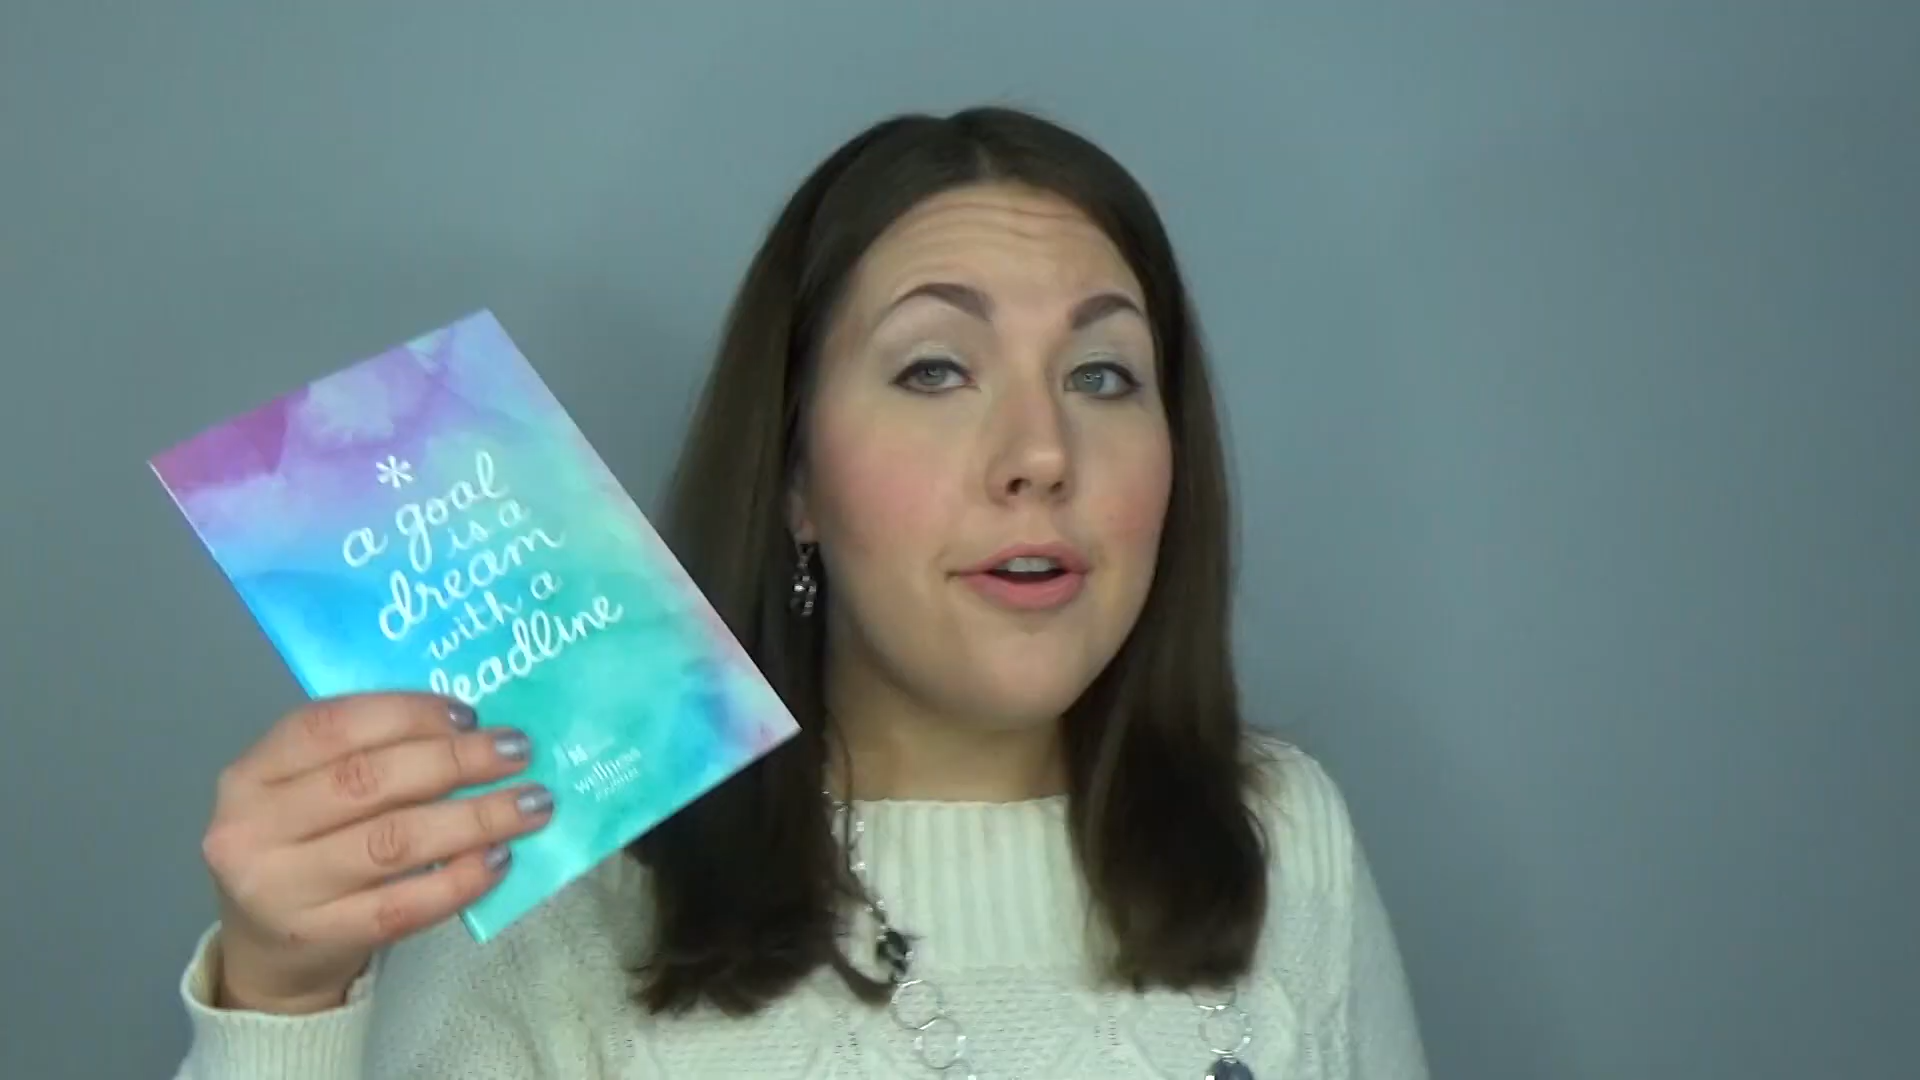 *
a goal
is a
dream
with a
deadline
wellness